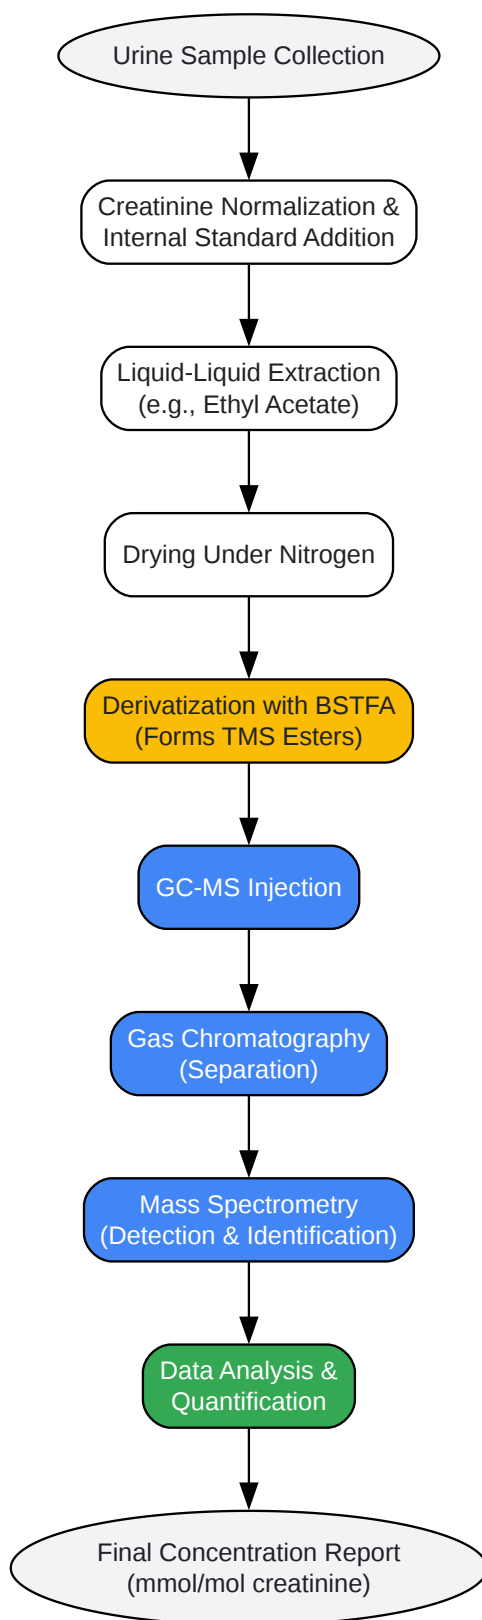 Urine Sample Collection
Creatinine Normalization &
Internal Standard Addition
Liquid-Liquid Extraction
(e.g., Ethyl Acetate)
Drying Under Nitrogen
Derivatization with BSTFA
(Forms TMS Esters)
GC-MS Injection
Gas Chromatography
(Separation)
Mass Spectrometry
(Detection & Identification)
Data Analysis &
Quantification
Final Concentration Report
(mmol/mol creatinine)